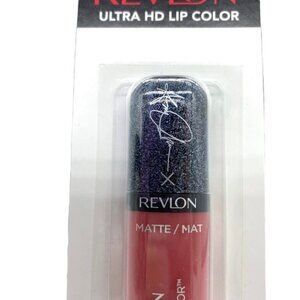 REVLON
ULTRA HD LIP COLOR
X
REVLON
MATTE / MAT